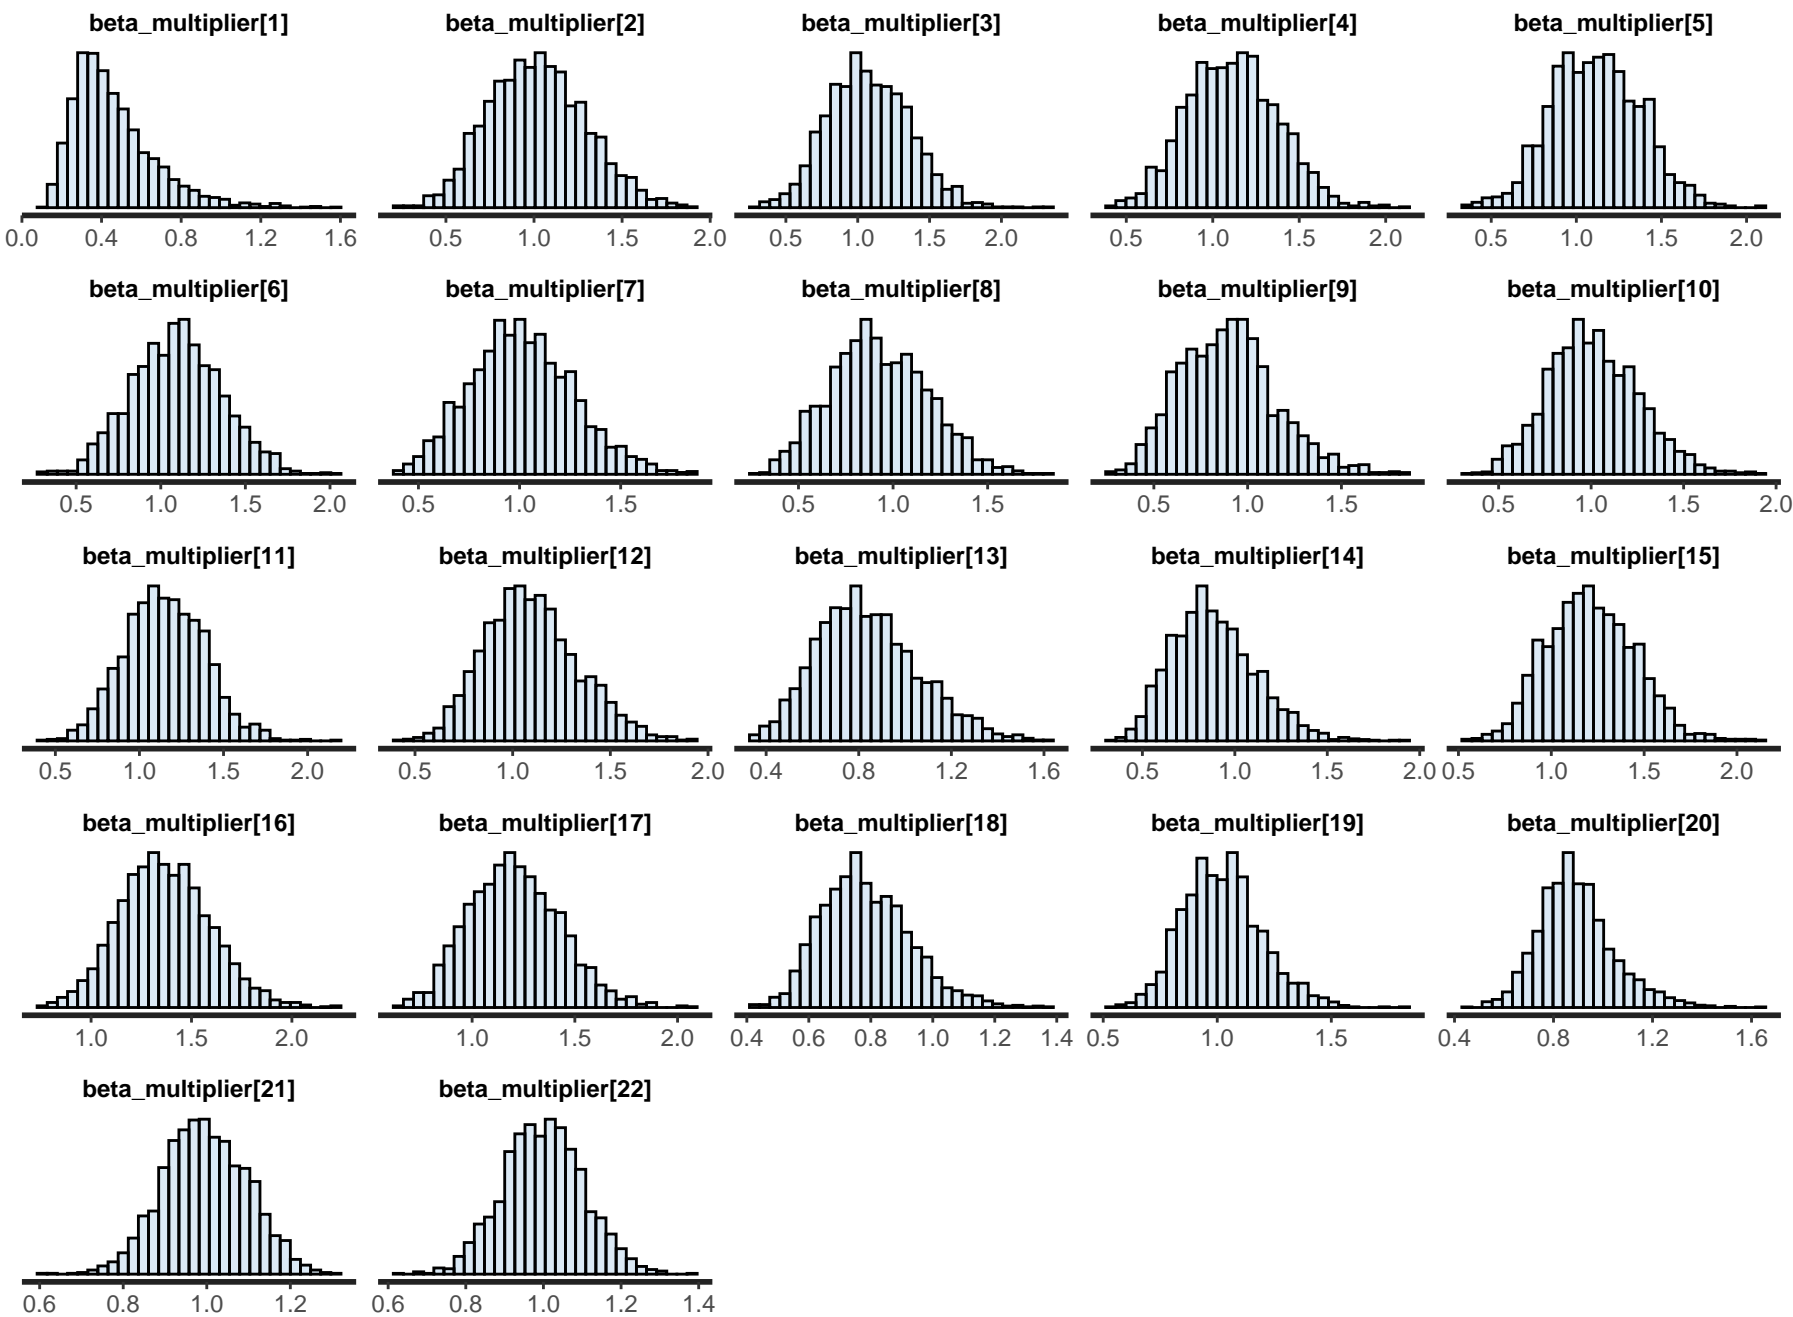 beta_multiplier[1] beta_multiplier[2] beta_multiplier[3] beta_multiplier[4] beta_multiplier[5]
0.0 0.4 0.8 1.2 1.6 0.5 1.0 1.5 2.0 0.5 1.0 1.5 2.0 0.5 1.0 1.5 2.0 0.5 1.0 1.5 2.0
beta_multiplier[6] beta_multiplier[7] beta_multiplier[8] beta_multiplier[9] beta_multiplier[10]
0.5 1.0 1.5 2.0 0.5 1.0 1.5 0.5 1.0 1.5 0.5 1.0 1.5 0.5 1.0 1.5 2.0
beta_multiplier[11] beta_multiplier[12] beta_multiplier[13] beta_multiplier[14] beta_multiplier[15]
0.5 1.0 1.5 2.0 0.5 1.0 1.5 2.0 0.4 0.8 1.2 1.6 0.5 1.0 1.5 2.0 0.5 1.0 1.5 2.0
beta_multiplier[16] beta_multiplier[17] beta_multiplier[18] beta_multiplier[19] beta_multiplier[20]
1.0 1.5 2.0 1.0 1.5 2.0 0.4 0.6 0.8 1.0 1.2 1.4 0.5 1.0 1.5 0.4 0.8 1.2 1.6
beta_multiplier[21] beta_multiplier[22]
0.6 0.8 1.0 1.2 0.6 0.8 1.0 1.2 1.4